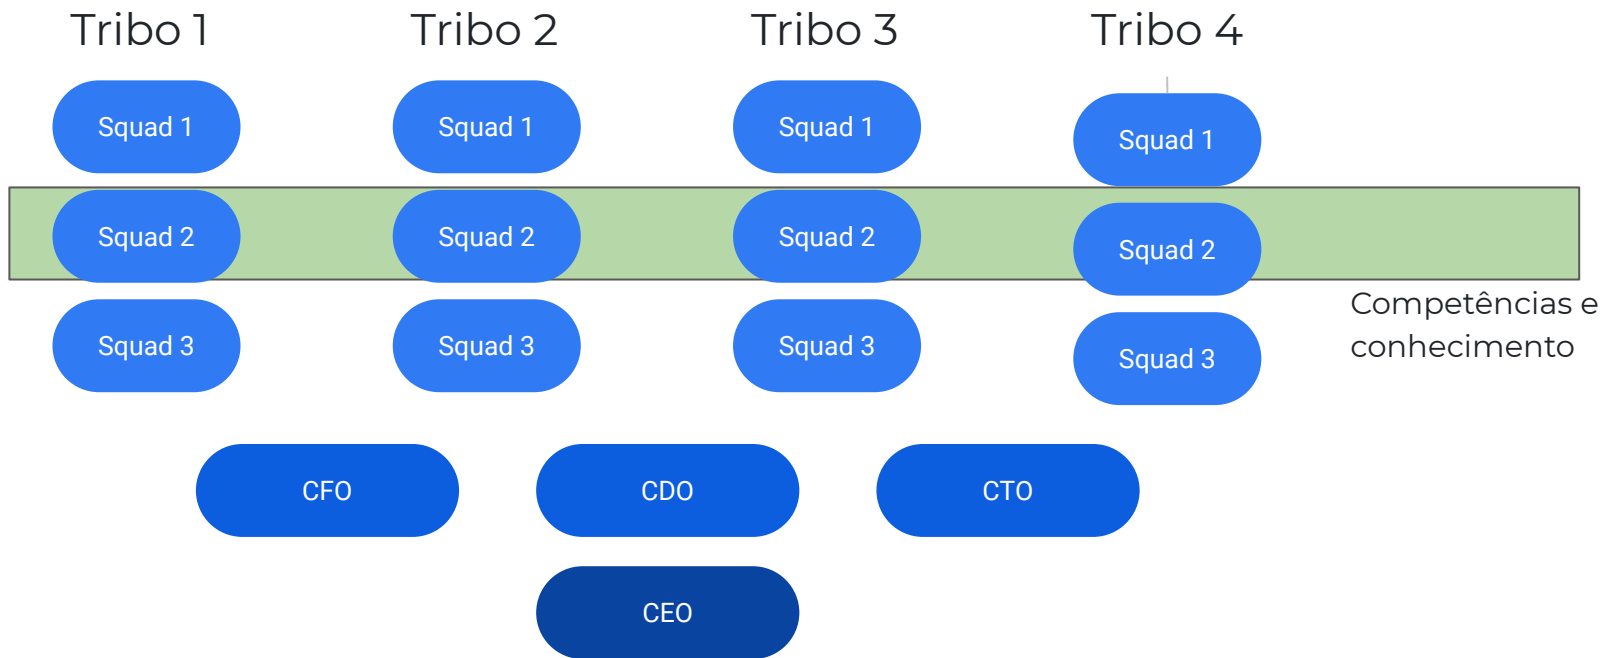 Tribo 1
Tribo 2
Tribo 3
Tribo 4
Squad 1
Squad 1
Squad 1
Squad 1
Squad 2
Squad 2
Squad 2
Squad 2
Competências e
conhecimento
Squad 3
Squad 3
Squad 3
Squad 3
CFO
CDO
CTO
CEO